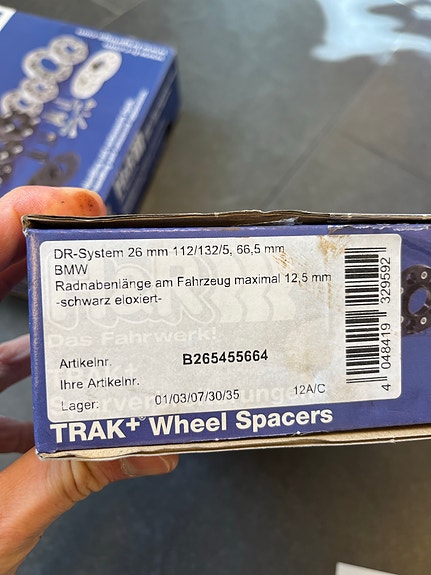 DR-System 26 mm 112/132/5, 66,5 mm
BMW
Radnabenlänge am Fahrzeug maximal 12,5 mm
-schwarz eloxiert-
Das Fahrwerk!
Artikelnr. B265455664
Ihre Artikelnr.
Lager: 01/03/07/30/35 12A/C
TRAK+ Wheel Spacers
4 048419 329592